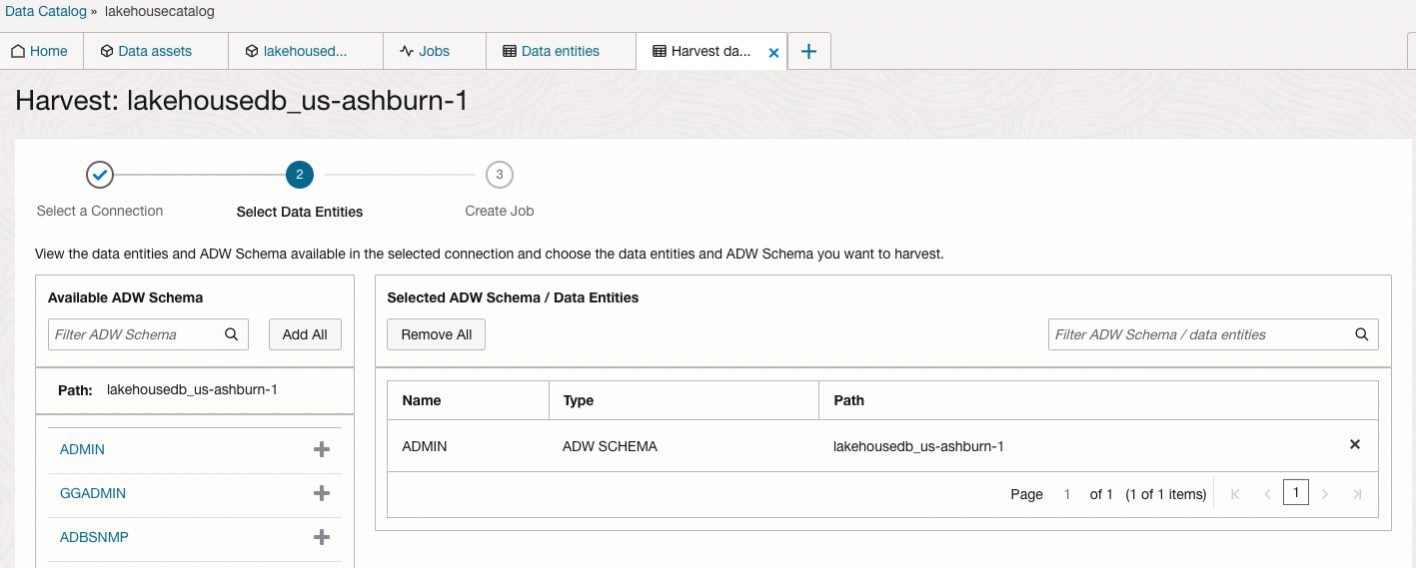 Data Catalog » lakehousecatalog
Home Data assets lakehoused... Jobs Data entities Harvest da...
Harvest: lakehousedb_us-ashburn-1
2 3
Select a Connection Select Data Entities Create Job
View the data entities and ADW Schema available in the selected connection and choose the data entities and ADW Schema you want to harvest.
Available ADW Schema
Filter ADW Schema Add All
Path: lakehousedb_us-ashburn-1
ADMIN
GGADMIN
ADBSNMP
Selected ADW Schema / Data Entities
Remove All Filter ADW Schema / data entities
Name Type Path
ADMIN ADW SCHEMA lakehousedb_us-ashburn-1
Page 1 of 1 (1 of 1 items) 1